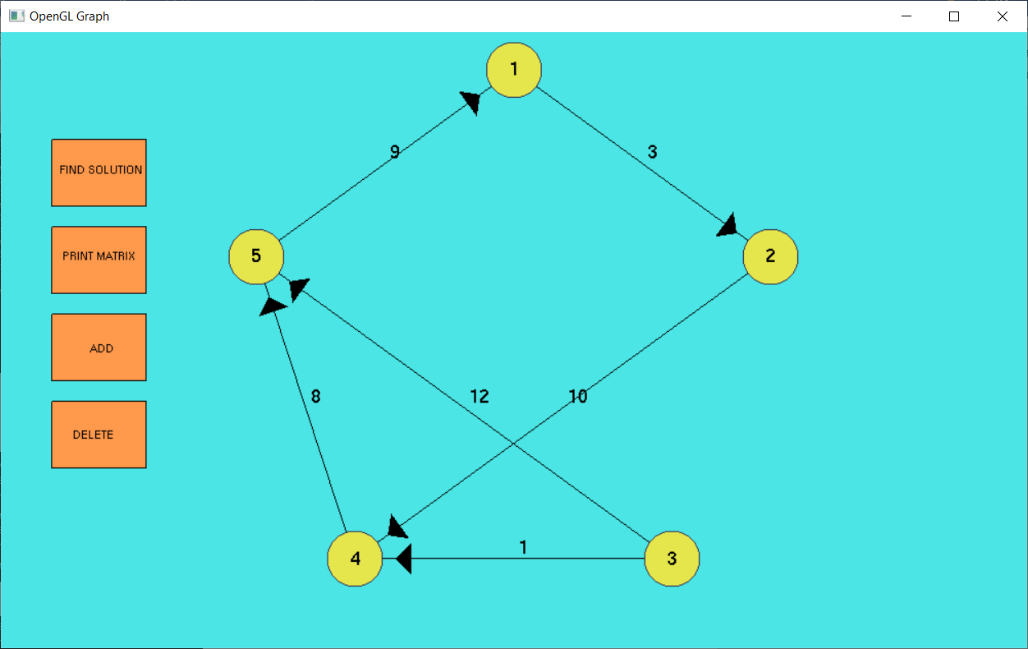 OpenGL Graph
1
9
3
FIND SOLUTION
5
2
PRINT MATRIX
ADD
8
12
10
DELETE
1
4
3